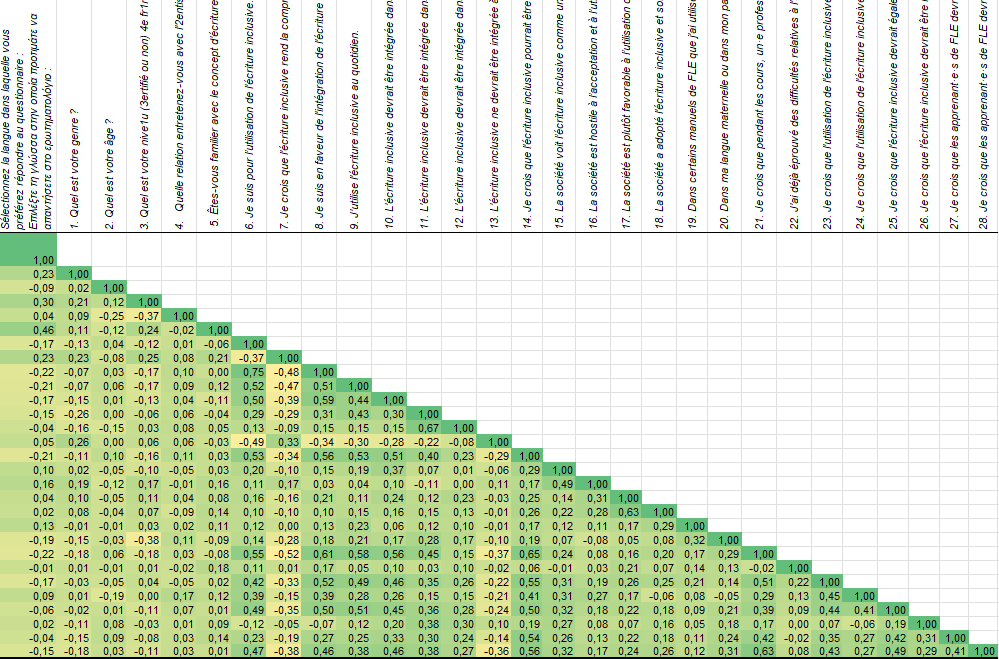 Sélectionnez la langue dans laquelle vous
préférez répondre au questionnaire :
Επιλέξτε τη γλώσσα στην οποία προτιμάτε να
απαντήσετε στο ερωτηματολόγιο :
1. Quel est votre genre ?
2. Quel est votre âge ?
3. Quel est votre nive1u (3ertifié ou non) 4e fr1
4. Quelle relation entretenez-vous avec l'2entis
5. Êtes-vous familier avec le concept d'écriture
6. Je suis pour l'utilisation de l'écriture inclusive.
7. Je crois que l'écriture inclusive rend la compr
8. Je suis en faveur de l'intégration de l'écriture
9. J'utilise l'écriture inclusive au quotidien.
10. L'écriture inclusive devrait être intégrée dan
11. L'écriture inclusive devrait être intégrée dan
12. L'écriture inclusive devrait être intégrée dan
13. L'écriture inclusive ne devrait être intégrée à
14. Je crois que l'écriture inclusive pourrait être
15. La société voit l'écriture inclusive comme un
16. La société est hostile à l'acceptation et à l'ut
17. La société est plutôt favorable à l'utilisation d
18. La société a adopté l'écriture inclusive et so
19. Dans certains manuels de FLE que j'ai utilis
20. Dans ma langue maternelle ou dans mon pa
21. Je crois que pendant les cours, un·e profes
22. J'ai déjà éprouvé des difficultés relatives à l'
23. Je crois que l'utilisation de l'écriture inclusive
24. Je crois que l'utilisation de l'écriture inclusive
25. Je crois que l'écriture inclusive devrait égale
26. Je crois que l'écriture inclusive devrait être
27. Je crois que les apprenant·e·s de FLE devr
28. Je crois que les apprenant·e·s de FLE devr
1,00
0,23 1,00
-0,09 0,02 1,00
0,30 0,21 0,12 1,00
0,04 0,09 -0,25 -0,37 1,00
0,46 0,11 -0,12 0,24 -0,02 1,00
-0,17 -0,13 0,04 -0,12 0,01 -0,06 1,00
0,23 0,23 -0,08 0,25 0,08 0,21 -0,37 1,00
-0,22 -0,07 0,03 -0,17 0,10 0,00 0,75 -0,48 1,00
-0,21 -0,07 0,06 -0,17 0,09 0,12 0,52 -0,47 0,51 1,00
-0,17 -0,15 0,01 -0,13 0,04 -0,11 0,50 -0,39 0,59 0,44 1,00
-0,15 -0,26 0,00 -0,06 0,06 -0,04 0,29 -0,29 0,31 0,43 0,30 1,00
-0,04 -0,16 -0,15 0,03 0,08 0,05 0,13 -0,09 0,15 0,15 0,15 0,67 1,00
0,05 0,26 0,00 0,06 0,06 -0,03 -0,49 0,33 -0,34 -0,30 -0,28 -0,22 -0,08 1,00
-0,21 -0,11 0,10 -0,16 0,11 0,03 0,53 -0,34 0,56 0,53 0,51 0,40 0,23 -0,29 1,00
0,10 0,02 -0,05 -0,10 -0,05 0,03 0,20 -0,10 0,15 0,19 0,37 0,07 0,01 -0,06 0,29 1,00
0,16 0,19 -0,12 0,17 -0,01 0,16 0,11 0,17 0,03 0,04 0,10 -0,11 0,00 0,11 0,17 0,49 1,00
0,04 0,10 -0,05 0,11 0,04 0,08 0,16 -0,16 0,21 0,11 0,24 0,12 0,23 -0,03 0,25 0,14 0,31 1,00
0,02 0,08 -0,04 0,07 -0,09 0,14 0,10 -0,10 0,10 0,15 0,16 0,15 0,13 -0,01 0,26 0,22 0,28 0,63 1,00
0,13 -0,01 -0,01 0,03 0,02 0,11 0,12 0,00 0,13 0,23 0,06 0,12 0,10 -0,01 0,17 0,12 0,11 0,17 0,29 1,00
-0,19 -0,15 -0,03 -0,38 0,11 -0,09 0,14 -0,28 0,18 0,21 0,17 0,28 0,17 -0,10 0,19 0,07 -0,08 0,05 0,08 0,32 1,00
-0,22 -0,18 0,06 -0,18 0,03 -0,08 0,55 -0,52 0,61 0,58 0,56 0,45 0,15 -0,37 0,65 0,24 0,08 0,16 0,20 0,17 0,29 1,00
-0,01 -0,01 0,01 -0,01 -0,02 0,18 0,11 0,01 0,17 0,05 0,10 0,03 0,10 -0,02 0,06 -0,01 0,03 0,21 0,07 0,14 0,13 -0,02 1,00
-0,17 -0,03 -0,05 0,04 -0,05 0,02 0,42 -0,33 0,52 0,49 0,46 0,35 0,26 -0,22 0,55 0,31 0,19 0,26 0,25 0,21 0,14 0,51 0,22 1,00
0,09 0,01 -0,19 0,00 0,17 0,12 0,39 -0,15 0,39 0,28 0,26 0,15 0,15 -0,21 0,41 0,31 0,27 0,17 -0,06 0,08 -0,05 0,29 0,13 0,45 1,00
-0,06 -0,02 0,01 -0,11 0,07 0,01 0,49 -0,35 0,50 0,51 0,45 0,36 0,28 -0,24 0,50 0,32 0,18 0,22 0,18 0,09 0,21 0,39 0,09 0,44 0,41 1,00
0,02 -0,11 0,08 -0,03 0,01 0,09 -0,12 -0,05 -0,07 0,12 0,20 0,38 0,30 0,10 0,19 0,27 0,08 0,07 0,16 0,05 0,18 0,17 0,00 0,07 -0,06 0,19 1,00
-0,04 -0,15 0,09 -0,08 0,03 0,14 0,23 -0,19 0,27 0,25 0,33 0,30 0,24 -0,14 0,54 0,26 0,13 0,22 0,18 0,11 0,24 0,42 -0,02 0,35 0,27 0,42 0,31 1,00
-0,15 -0,18 0,03 -0,11 0,03 0,01 0,47 -0,38 0,46 0,38 0,58 0,27 0,13 -0,36 0,56 0,32 0,17 0,24 0,26 0,12 0,31 0,63 0,08 0,43 0,27 0,49 0,29 0,41 1,00